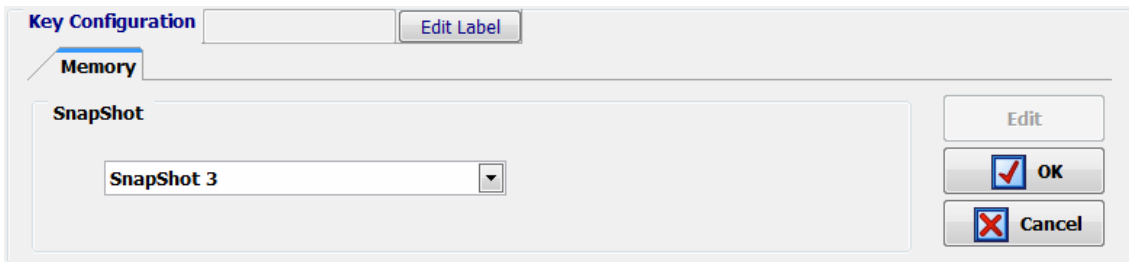 Key Configuration Edit Label
Memory
SnapShot
SnapShot 3
Edit
OK
Cancel